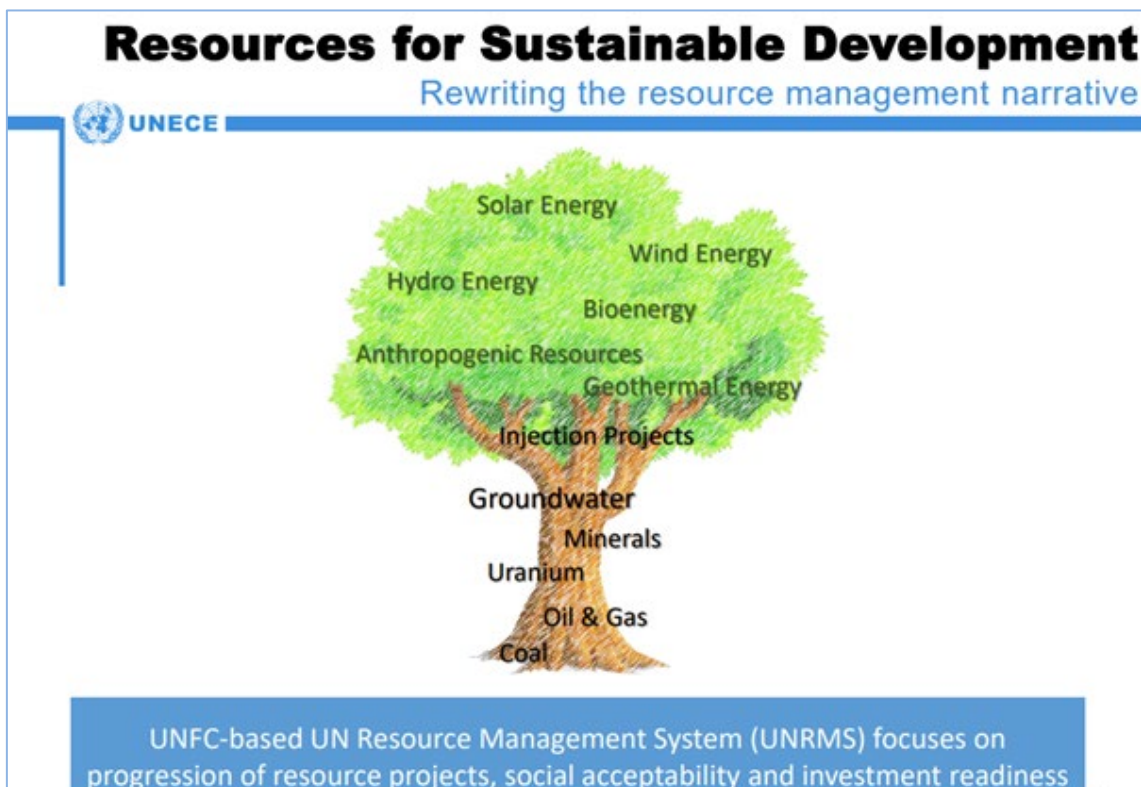 Resources for Sustainable Development
Rewriting the resource management narrative
UNECE
Solar Energy
Wind Energy
Hydro Energy
Bioenergy
Anthropogenic Resources
Geothermal Energy
Injection Projects
Groundwater
Minerals
Uranium
Oil & Gas
Coal
UNFC-based UN Resource Management System (UNRMS) focuses on
progression of resource projects, social acceptability and investment readiness